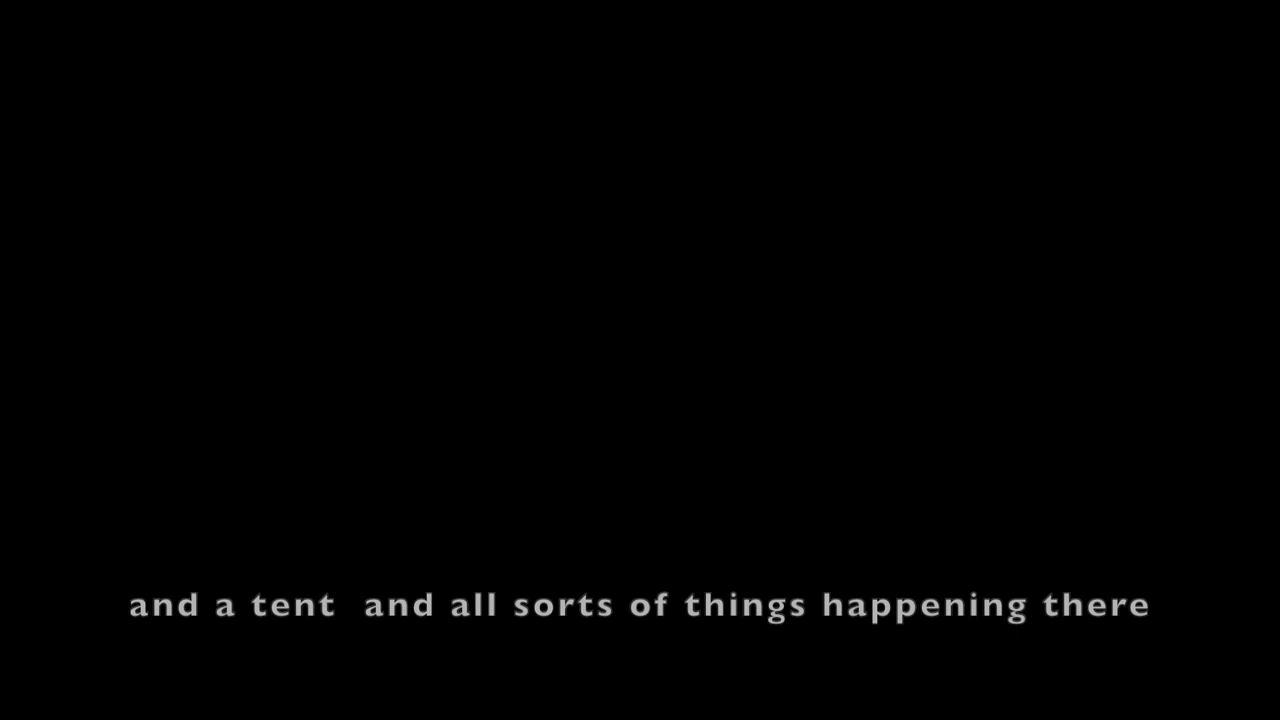 and a tent  and all sorts of things happening there